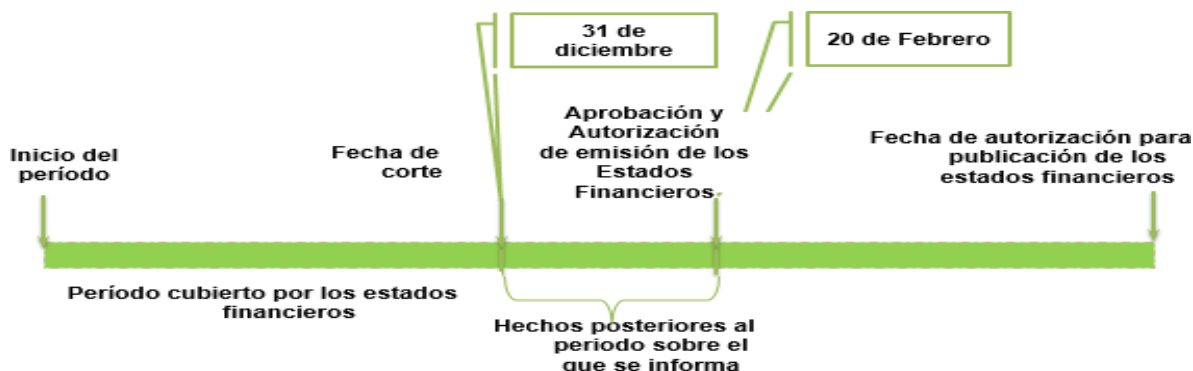 31 de
diciembre
20 de Febrero
Inicio del
período
Fecha de
corte
Aprobación y
Autorización
de emisión de los
Estados
Financieros.
Fecha de autorización para
publicación de los
estados financieros
Período cubierto por los estados
financieros
Hechos posteriores al
periodo sobre el
que se informa